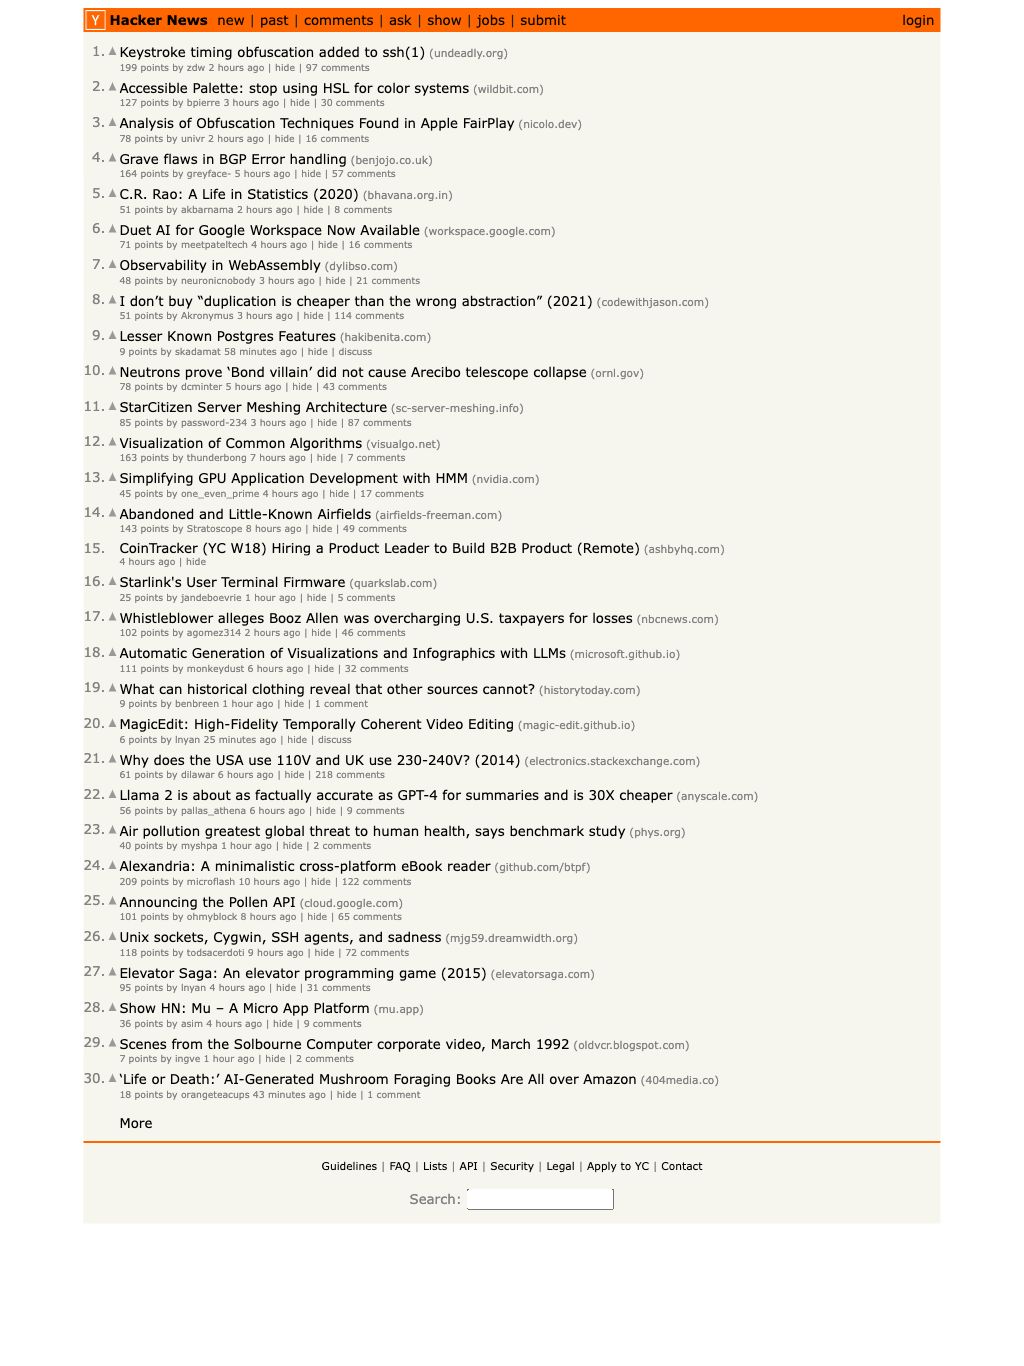 Y Hacker News new | past | comments | ask | show | jobs | submit login
1. ▲ Keystroke timing obfuscation added to ssh(1) (undeadly.org)
199 points by zdw 2 hours ago | hide | 97 comments
2. ▲ Accessible Palette: stop using HSL for color systems (wildbit.com)
127 points by bpierre 3 hours ago | hide | 30 comments
3. ▲ Analysis of Obfuscation Techniques Found in Apple FairPlay (nicolo.dev)
78 points by univr 2 hours ago | hide | 16 comments
4. ▲ Grave flaws in BGP Error handling (benjojo.co.uk)
164 points by greyface- 5 hours ago | hide | 57 comments
5. ▲ C.R. Rao: A Life in Statistics (2020) (bhavana.org.in)
51 points by akbarnama 2 hours ago | hide | 8 comments
6. ▲ Duet AI for Google Workspace Now Available (workspace.google.com)
71 points by meetpateltech 4 hours ago | hide | 16 comments
7. ▲ Observability in WebAssembly (dylibso.com)
48 points by neuronicnobody 3 hours ago | hide | 21 comments
8. ▲ I don’t buy “duplication is cheaper than the wrong abstraction” (2021) (codewithjason.com)
51 points by Akronymus 3 hours ago | hide | 114 comments
9. ▲ Lesser Known Postgres Features (hakibenita.com)
9 points by skadamat 58 minutes ago | hide | discuss
10. ▲ Neutrons prove ‘Bond villain’ did not cause Arecibo telescope collapse (ornl.gov)
78 points by dcminter 5 hours ago | hide | 43 comments
11. ▲ StarCitizen Server Meshing Architecture (sc-server-meshing.info)
85 points by password-234 3 hours ago | hide | 87 comments
12. ▲ Visualization of Common Algorithms (visualgo.net)
163 points by thunderbong 7 hours ago | hide | 7 comments
13. ▲ Simplifying GPU Application Development with HMM (nvidia.com)
45 points by one_even_prime 4 hours ago | hide | 17 comments
14. ▲ Abandoned and Little-Known Airfields (airfields-freeman.com)
143 points by Stratoscope 8 hours ago | hide | 49 comments
15. CoinTracker (YC W18) Hiring a Product Leader to Build B2B Product (Remote) (ashbyhq.com)
4 hours ago | hide
16. ▲ Starlink's User Terminal Firmware (quarkslab.com)
25 points by jandeboevrie 1 hour ago | hide | 5 comments
17. ▲ Whistleblower alleges Booz Allen was overcharging U.S. taxpayers for losses (nbcnews.com)
102 points by agomez314 2 hours ago | hide | 46 comments
18. ▲ Automatic Generation of Visualizations and Infographics with LLMs (microsoft.github.io)
111 points by monkeydust 6 hours ago | hide | 32 comments
19. ▲ What can historical clothing reveal that other sources cannot? (historytoday.com)
9 points by benbreen 1 hour ago | hide | 1 comment
20. ▲ MagicEdit: High-Fidelity Temporally Coherent Video Editing (magic-edit.github.io)
6 points by lnyan 25 minutes ago | hide | discuss
21. ▲ Why does the USA use 110V and UK use 230-240V? (2014) (electronics.stackexchange.com)
61 points by dilawar 6 hours ago | hide | 218 comments
22. ▲ Llama 2 is about as factually accurate as GPT-4 for summaries and is 30X cheaper (anyscale.com)
56 points by pallas_athena 6 hours ago | hide | 9 comments
23. ▲ Air pollution greatest global threat to human health, says benchmark study (phys.org)
40 points by myshpa 1 hour ago | hide | 2 comments
24. ▲ Alexandria: A minimalistic cross-platform eBook reader (github.com/btpf)
209 points by microflash 10 hours ago | hide | 122 comments
25. ▲ Announcing the Pollen API (cloud.google.com)
101 points by ohmyblock 8 hours ago | hide | 65 comments
26. ▲ Unix sockets, Cygwin, SSH agents, and sadness (mjg59.dreamwidth.org)
118 points by todsacerdoti 9 hours ago | hide | 72 comments
27. ▲ Elevator Saga: An elevator programming game (2015) (elevatorsaga.com)
95 points by lnyan 4 hours ago | hide | 31 comments
28. ▲ Show HN: Mu – A Micro App Platform (mu.app)
36 points by asim 4 hours ago | hide | 9 comments
29. ▲ Scenes from the Solbourne Computer corporate video, March 1992 (oldvcr.blogspot.com)
7 points by ingve 1 hour ago | hide | 2 comments
30. ▲ ‘Life or Death:’ AI-Generated Mushroom Foraging Books Are All over Amazon (404media.co)
18 points by orangeteacups 43 minutes ago | hide | 1 comment
More
Guidelines | FAQ | Lists | API | Security | Legal | Apply to YC | Contact
Search: